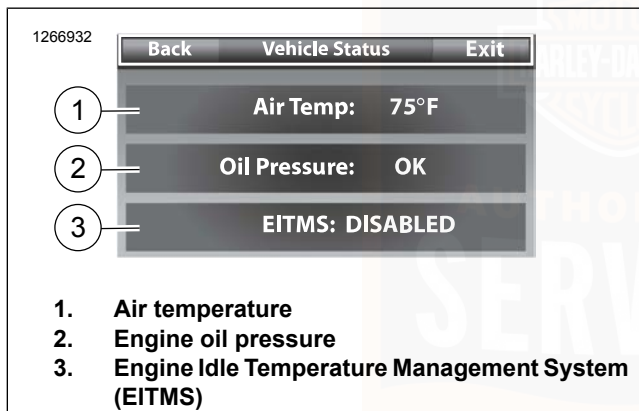 1266932
Back Vehicle Status Exit
1 Air Temp: 75°F
2 Oil Pressure: OK
3 EITMS: DISABLED
1. Air temperature
2. Engine oil pressure
3. Engine Idle Temperature Management System
(EITMS)